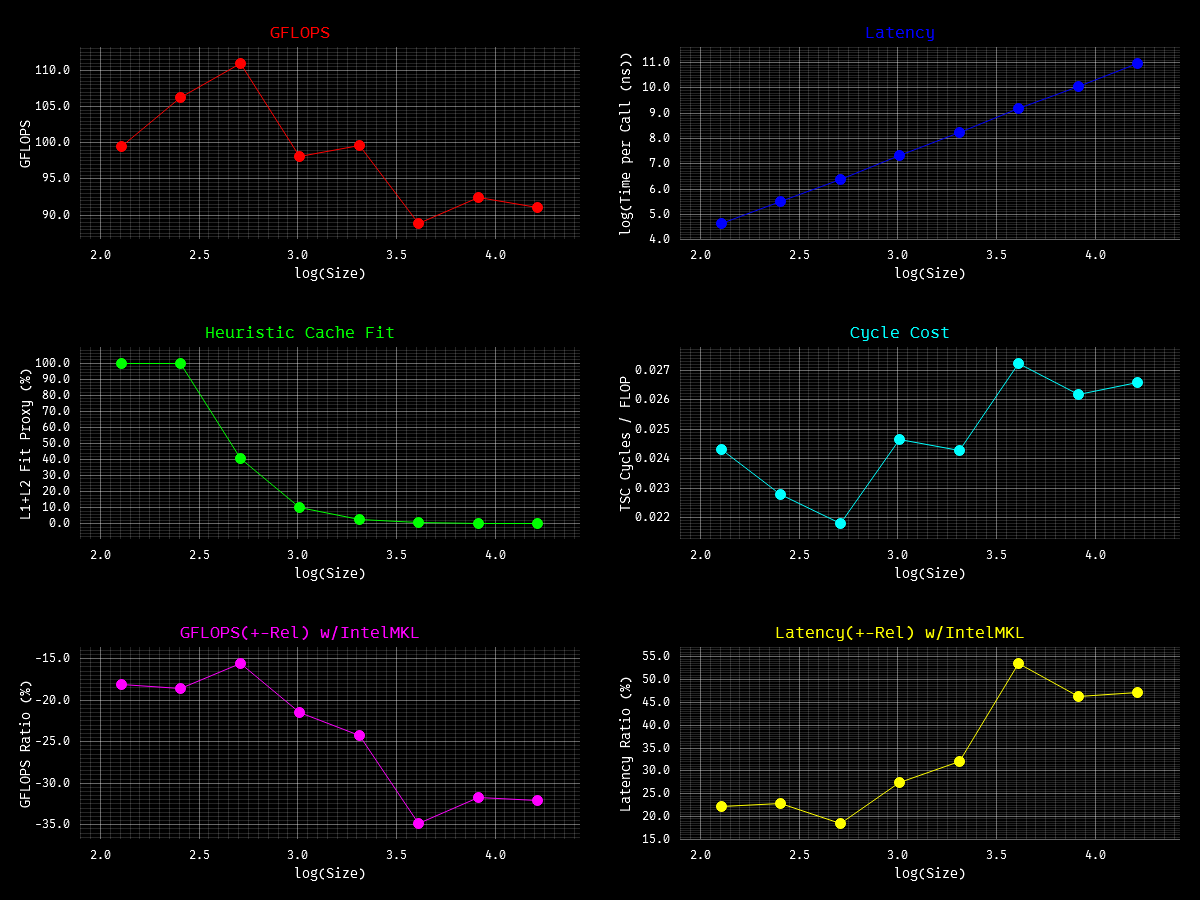 GFLOPS
GFLOPS
110.0
105.0
100.0
95.0
90.0
2.0 2.5 3.0 3.5 4.0
log(Size)
Latency
log(Time per Call (ns))
11.0
10.0
9.0
8.0
7.0
6.0
5.0
4.0
2.0 2.5 3.0 3.5 4.0
log(Size)
Heuristic Cache Fit
L1+L2 Fit Proxy (%)
100.0
90.0
80.0
70.0
60.0
50.0
40.0
30.0
20.0
10.0
0.0
2.0 2.5 3.0 3.5 4.0
log(Size)
Cycle Cost
TSC Cycles / FLOP
0.027
0.026
0.025
0.024
0.023
0.022
2.0 2.5 3.0 3.5 4.0
log(Size)
GFLOPS(+-Rel) w/IntelMKL
GFLOPS Ratio (%)
-15.0
-20.0
-25.0
-30.0
-35.0
2.0 2.5 3.0 3.5 4.0
log(Size)
Latency(+-Rel) w/IntelMKL
Latency Ratio (%)
55.0
50.0
45.0
40.0
35.0
30.0
25.0
20.0
15.0
2.0 2.5 3.0 3.5 4.0
log(Size)